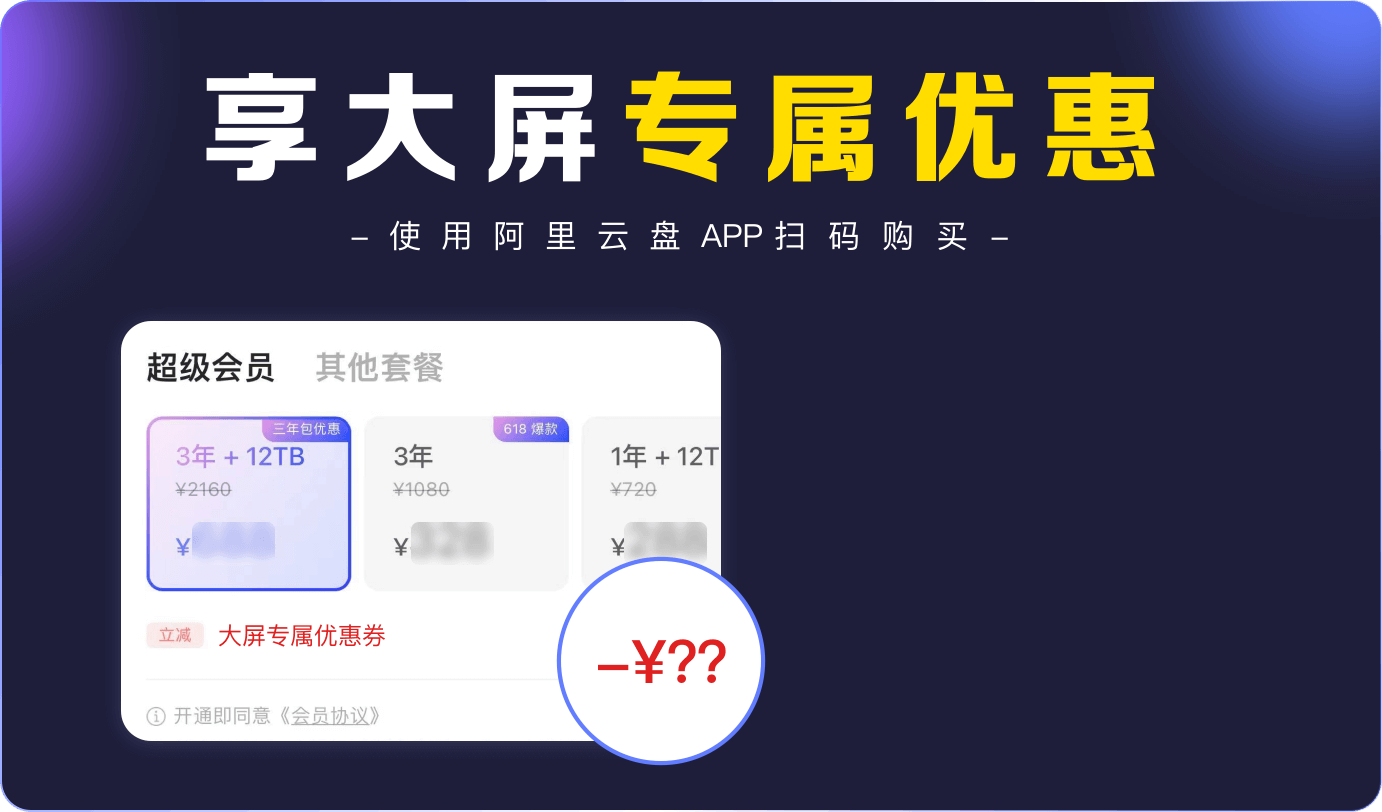 享大屏专属优惠
– 使用阿里云盘 APP 扫码购买 –
超级会员 其他套餐
三年包优惠 618 爆款
3年 + 12TB 3年 1年 + 12T
¥2160 ¥1080 ¥720
¥ ¥ ¥
立减 大屏专属优惠券
–¥??
开通即同意《会员协议》